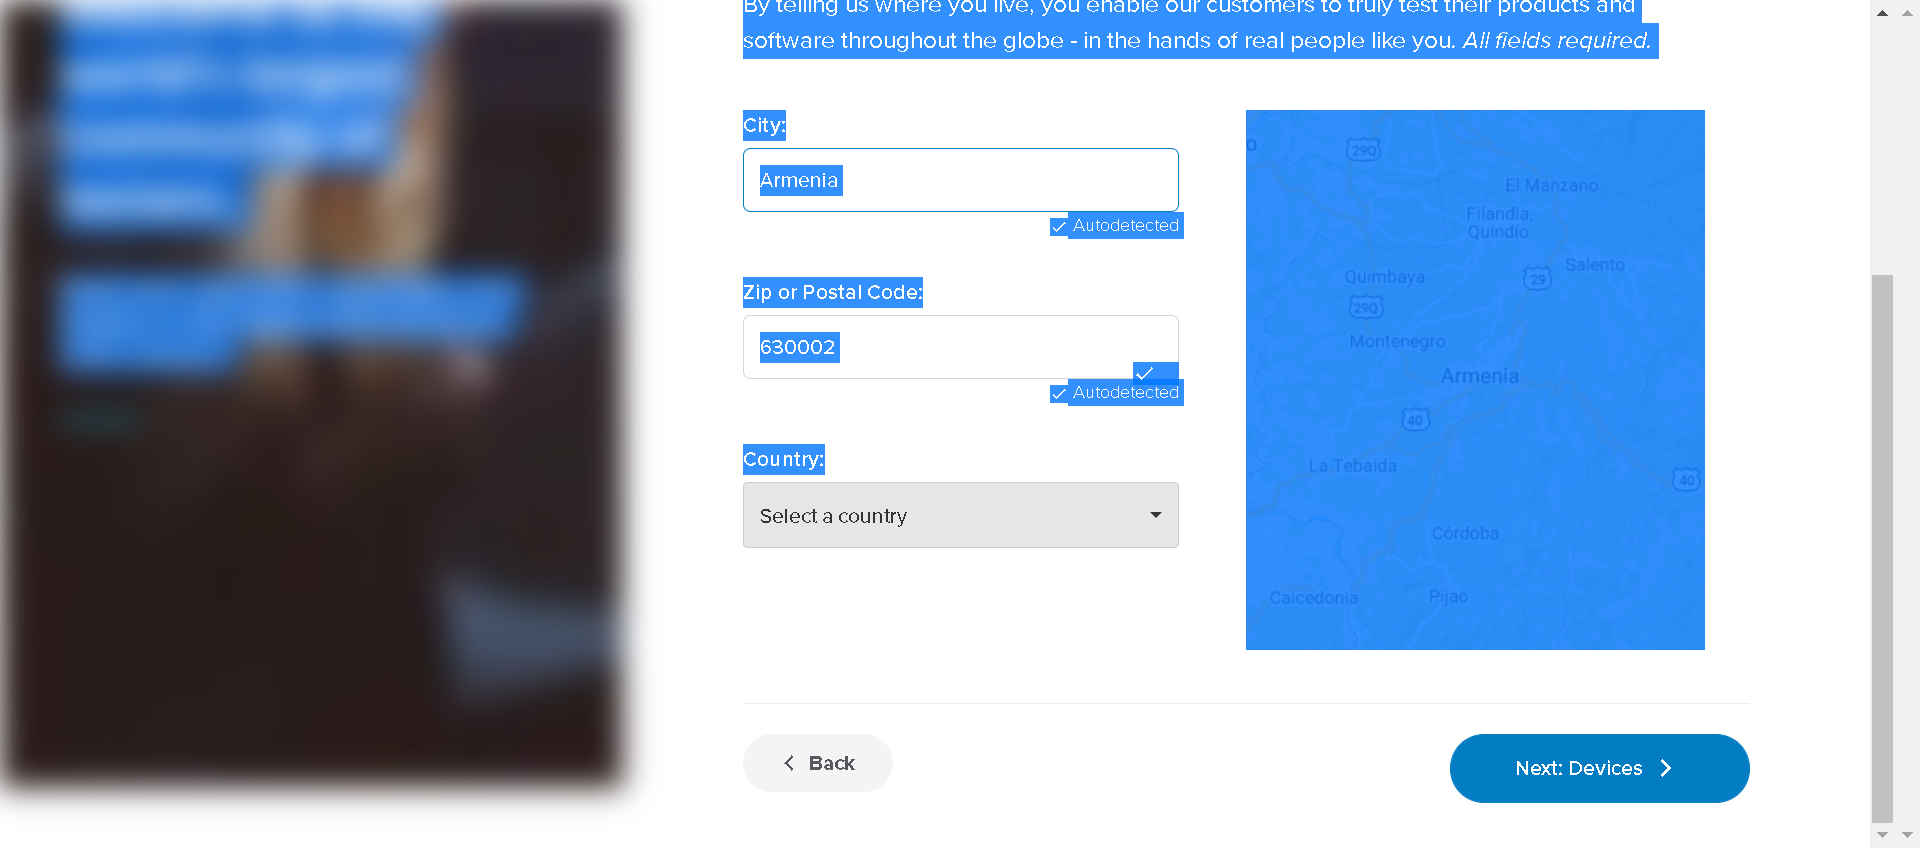 By telling us where you live, you enable our customers to truly test their products and
software throughout the globe - in the hands of real people like you. All fields required.
City:
Armenia
Autodetected
Zip or Postal Code:
630002
Autodetected
Country:
Select a country
29Q
El Manzano
Filandia,
Quindío
Salento
Quimbaya
29
29Q
Montenegro
Armenia
40
La Tebaida
40
Córdoba
Caicedonia
Pijao
Back
Next: Devices